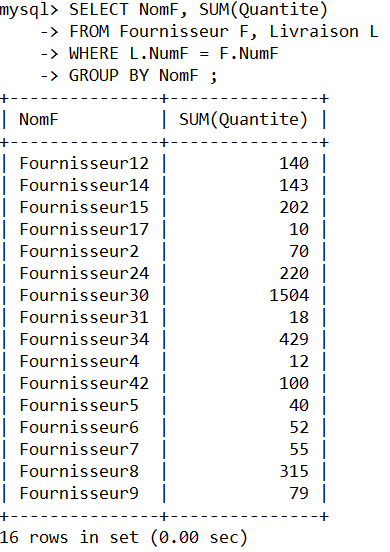 mysql> SELECT NomF, SUM(Quantite)
    -> FROM Fournisseur F, Livraison L
    -> WHERE L.NumF = F.NumF
    -> GROUP BY NomF ;
+---------------+---------------+
| NomF          | SUM(Quantite) |
+---------------+---------------+
| Fournisseur12 |           140 |
| Fournisseur14 |           143 |
| Fournisseur15 |           202 |
| Fournisseur17 |            10 |
| Fournisseur2  |            70 |
| Fournisseur24 |           220 |
| Fournisseur30 |          1504 |
| Fournisseur31 |            18 |
| Fournisseur34 |           429 |
| Fournisseur4  |            12 |
| Fournisseur42 |           100 |
| Fournisseur5  |            40 |
| Fournisseur6  |            52 |
| Fournisseur7  |            55 |
| Fournisseur8  |           315 |
| Fournisseur9  |            79 |
+---------------+---------------+
16 rows in set (0.00 sec)